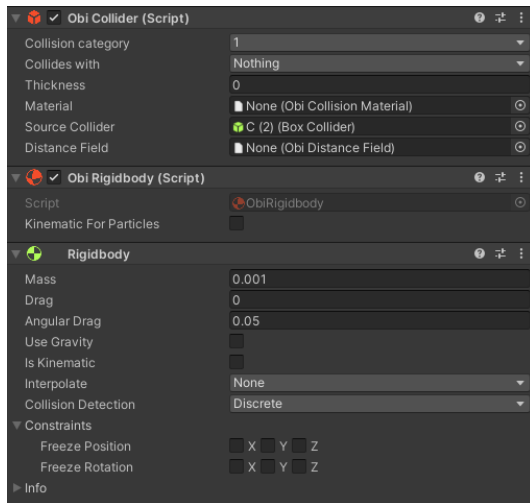 Obi Collider (Script)
Collision category 1
Collides with Nothing
Thickness 0
Material None (Obi Collision Material)
Source Collider C (2) (Box Collider)
Distance Field None (Obi Distance Field)
Obi Rigidbody (Script)
Script ObiRigidbody
Kinematic For Particles
Rigidbody
Mass 0.001
Drag 0
Angular Drag 0.05
Use Gravity
Is Kinematic
Interpolate None
Collision Detection Discrete
Constraints
Freeze Position X Y Z
Freeze Rotation X Y Z
Info